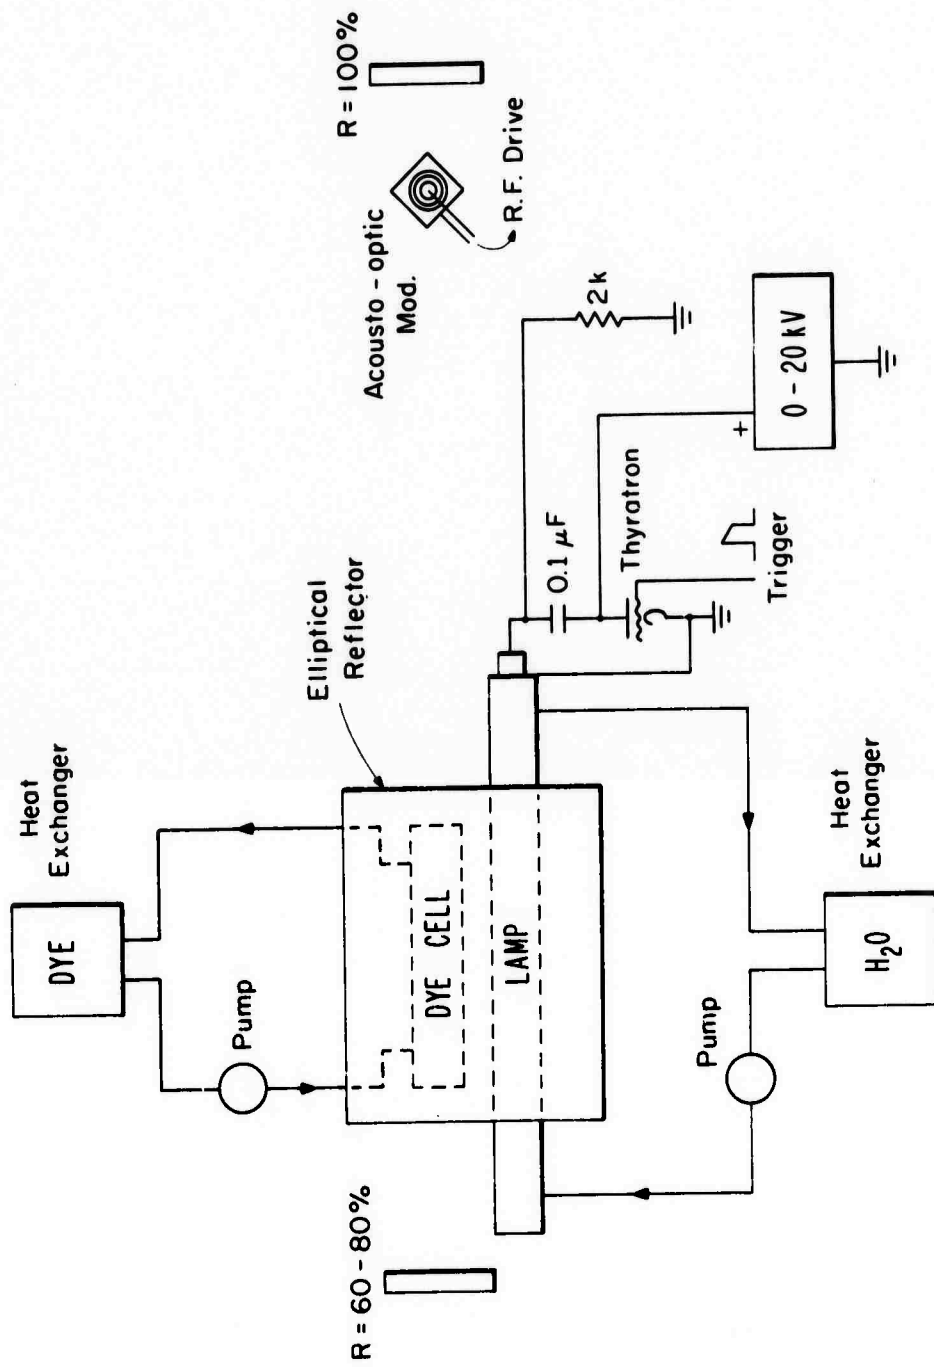 DYE
Heat
Exchanger
Pump
R = 60 - 80%
DYE CELL
LAMP
Elliptical
Reflector
Acousto - optic
Mod.
R = 100%
R.F. Drive
0.1 μF
2k
Thyratron
+
0 - 20 kV
Trigger
Pump
H₂O
Heat
Exchanger